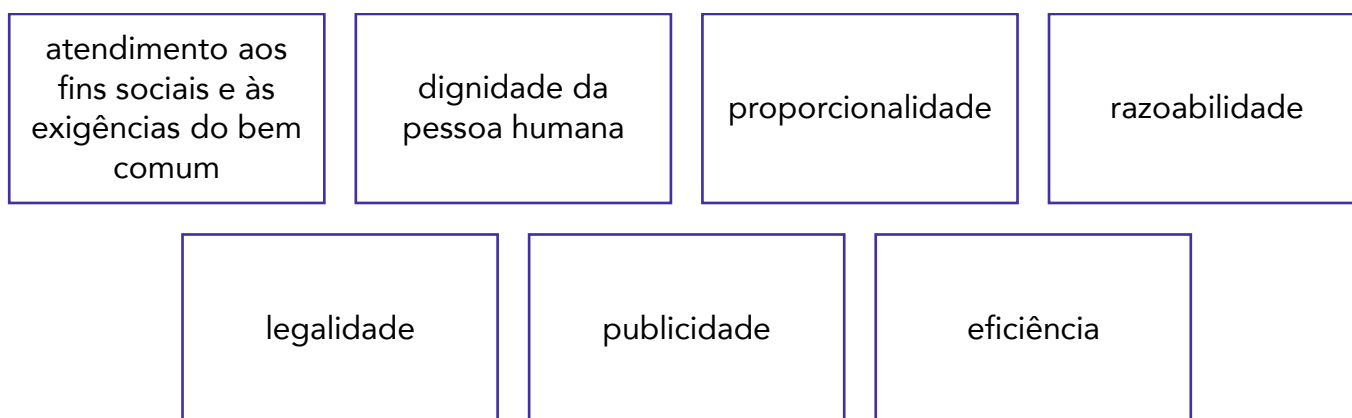 atendimento aos
fins sociais e às
exigências do bem
comum
dignidade da
pessoa humana
proporcionalidade
razoabilidade
legalidade
publicidade
eficiência